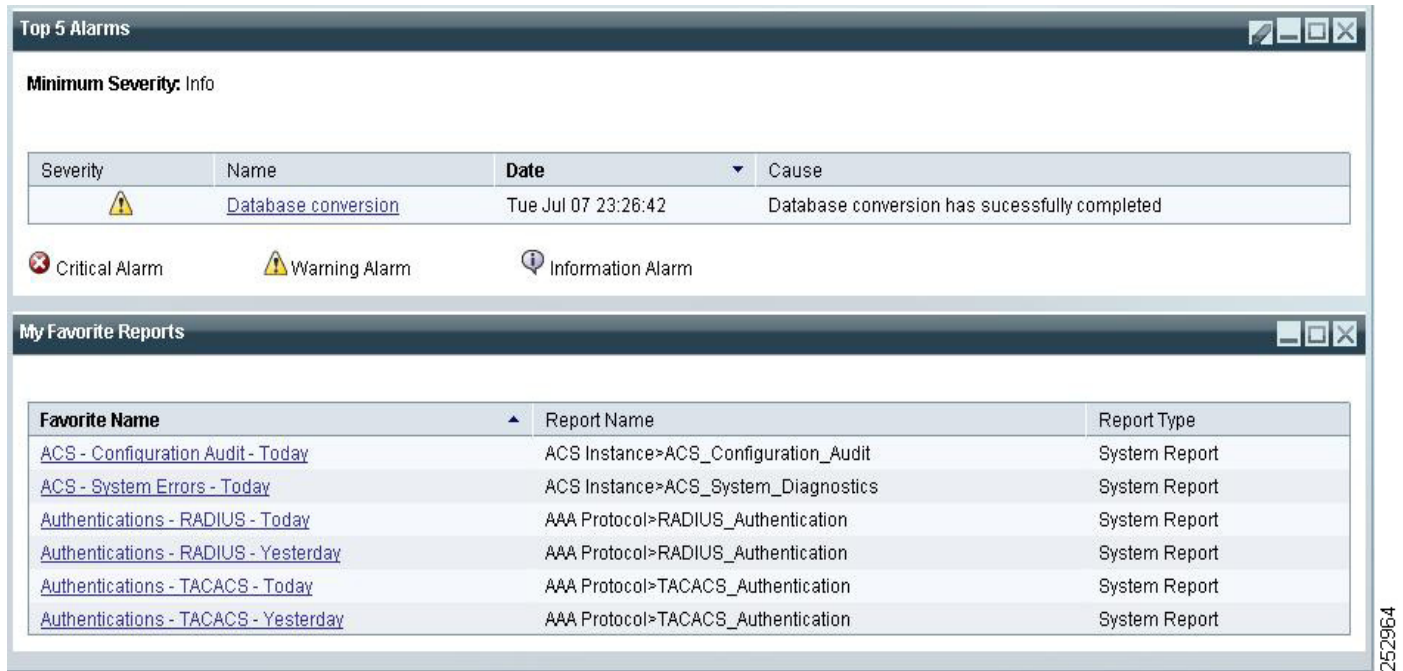 Top 5 Alarms
Minimum Severity: Info
Severity Name Date Cause
Database conversion Tue Jul 07 23:26:42 Database conversion has sucessfully completed
Critical Alarm Warning Alarm Information Alarm
My Favorite Reports
Favorite Name Report Name Report Type
ACS - Configuration Audit - Today ACS Instance>ACS_Configuration_Audit System Report
ACS - System Errors - Today ACS Instance>ACS_System_Diagnostics System Report
Authentications - RADIUS - Today AAA Protocol>RADIUS_Authentication System Report
Authentications - RADIUS - Yesterday AAA Protocol>RADIUS_Authentication System Report
Authentications - TACACS - Today AAA Protocol>TACACS_Authentication System Report
Authentications - TACACS - Yesterday AAA Protocol>TACACS_Authentication System Report
252964